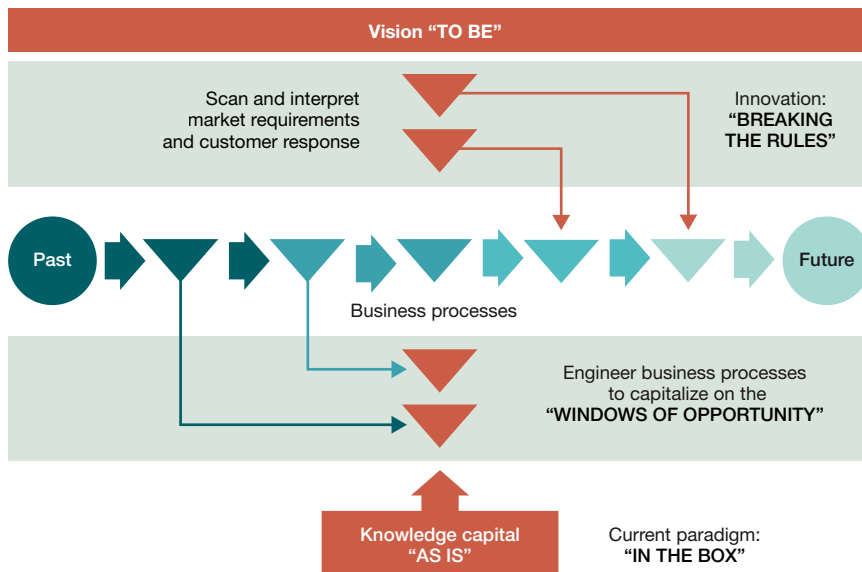 Vision “TO BE”
Scan and interpret
market requirements
and customer response
Innovation:
“BREAKING
THE RULES”
Past
Future
Business processes
Engineer business processes
to capitalize on the
“WINDOWS OF OPPORTUNITY”
Knowledge capital
“AS IS”
Current paradigm:
“IN THE BOX”